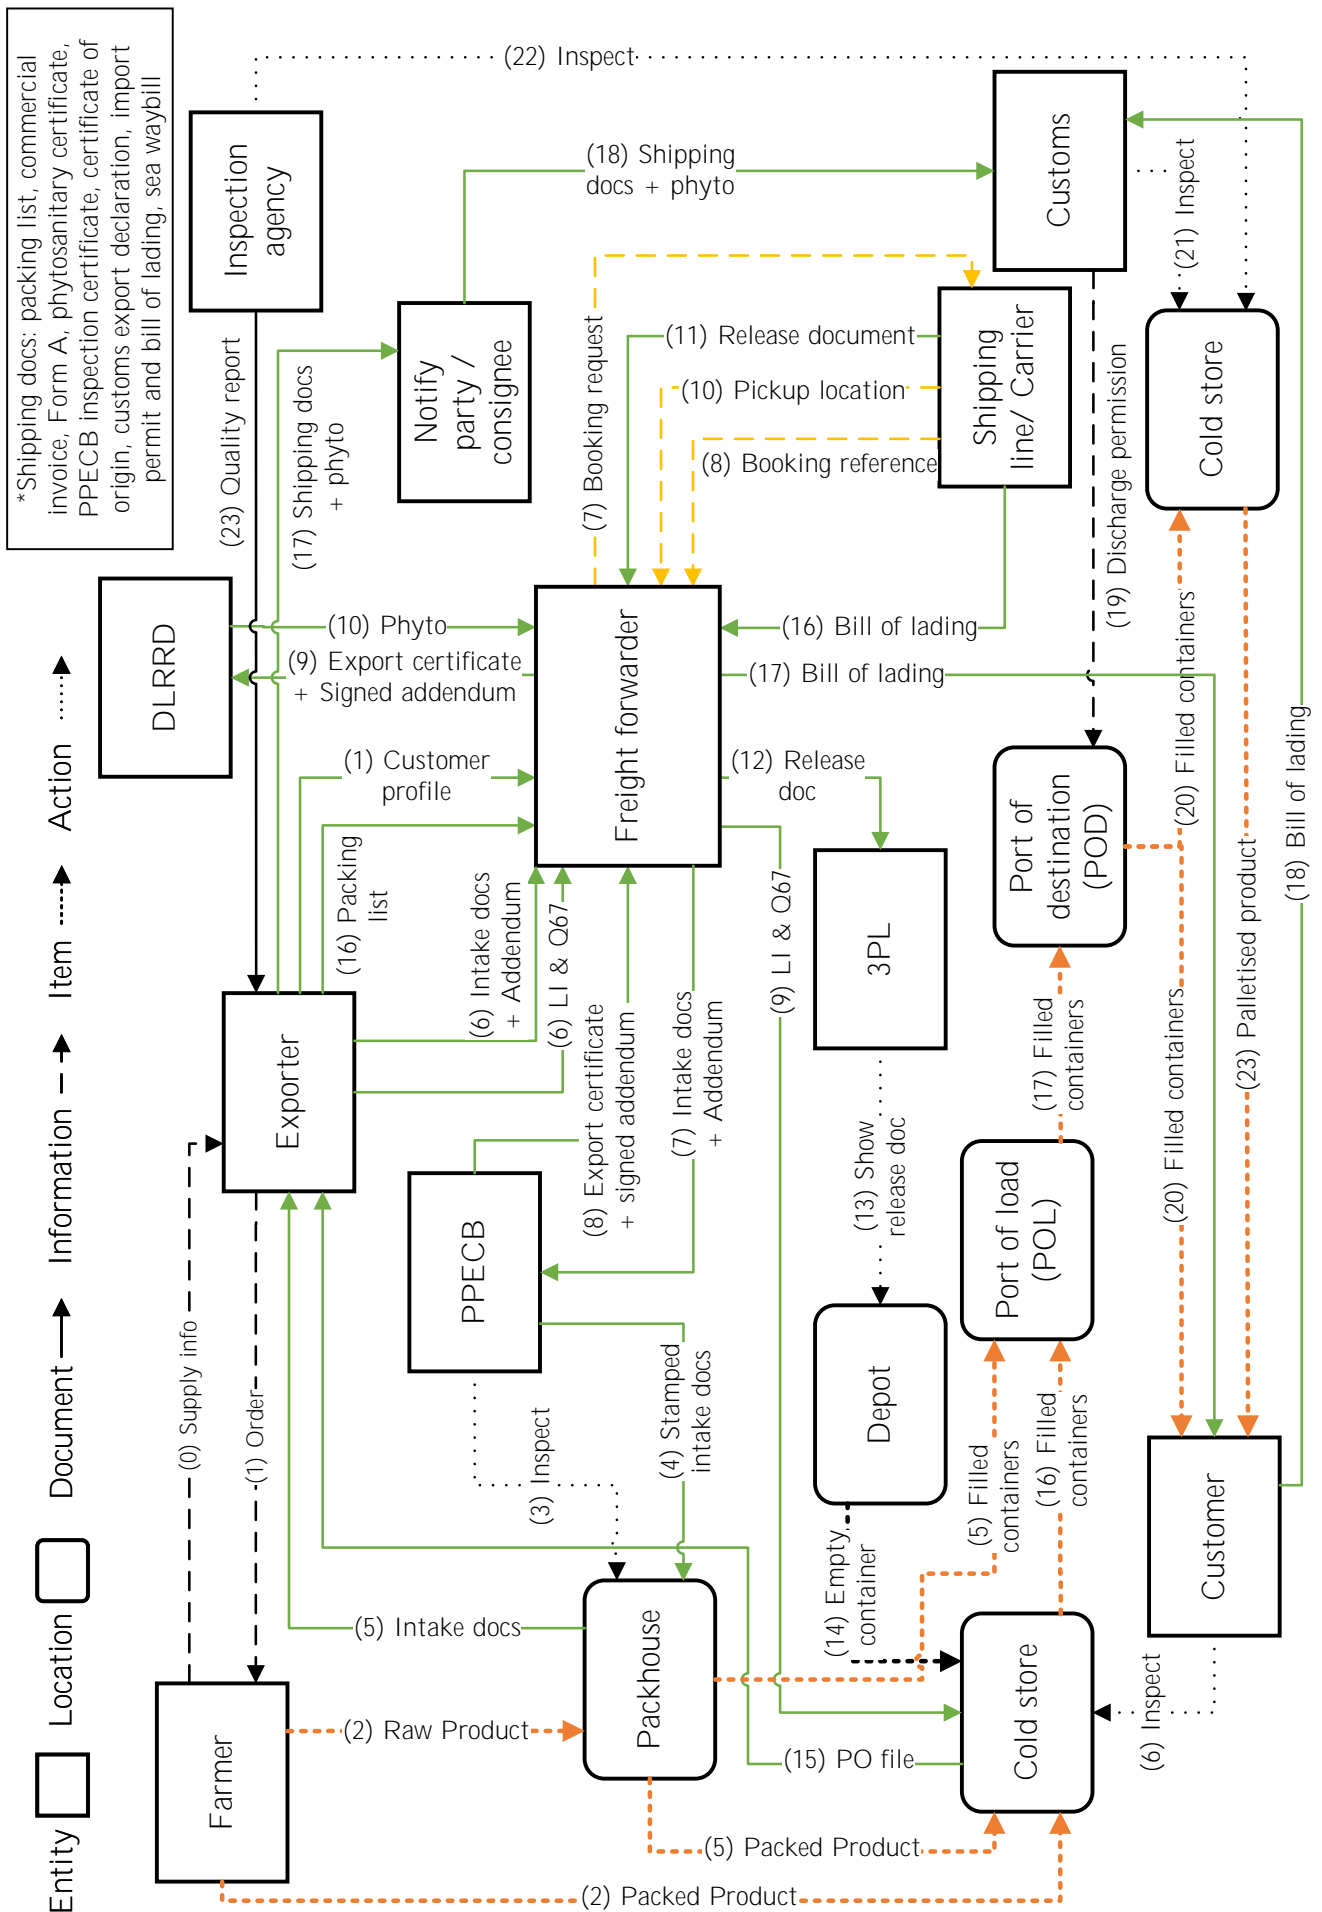 Entity
Location
Document
Information
Item
Action
*Shipping docs: packing list, commercial
invoice, Form A, phytosanitary certificate,
PPECB inspection certificate, certificate of
origin, customs export declaration, import
permit and bill of lading, sea waybill
Farmer
(0) Supply info
(1) Order
Exporter
(23) Quality report
Inspection
agency
(22) Inspect
DLRRD
(17) Shipping docs
+ phyto
(10) Phyto
(9) Export certificate
+ Signed addendum
(1) Customer
profile
(16) Packing
list
(6) Intake docs
+ Addendum
(6) LI & Q67
Notify
party /
consignee
(18) Shipping
docs + phyto
(5) Intake docs
PPECB
(3) Inspect
(4) Stamped
intake docs
(8) Export certificate
+ signed addendum
(7) Intake docs
+ Addendum
Freight forwarder
(7) Booking request
(11) Release document
(10) Pickup location
(8) Booking reference
(16) Bill of lading
(17) Bill of lading
(12) Release
doc
(9) LI & Q67
(2) Raw Product
Packhouse
(5) Packed Product
(2) Packed Product
(15) PO file
(14) Empty
container
Depot
(13) Show
release doc
3PL
Shipping
line/ Carrier
Customs
(21) Inspect
(19) Discharge permission
Cold store
(5) Filled
containers
(16) Filled
containers
Port of load
(POL)
(17) Filled
containers
Port of
destination
(POD)
(6) Inspect
Customer
(20) Filled containers
(20) Filled containers
(23) Palletised product
Cold store
(18) Bill of lading